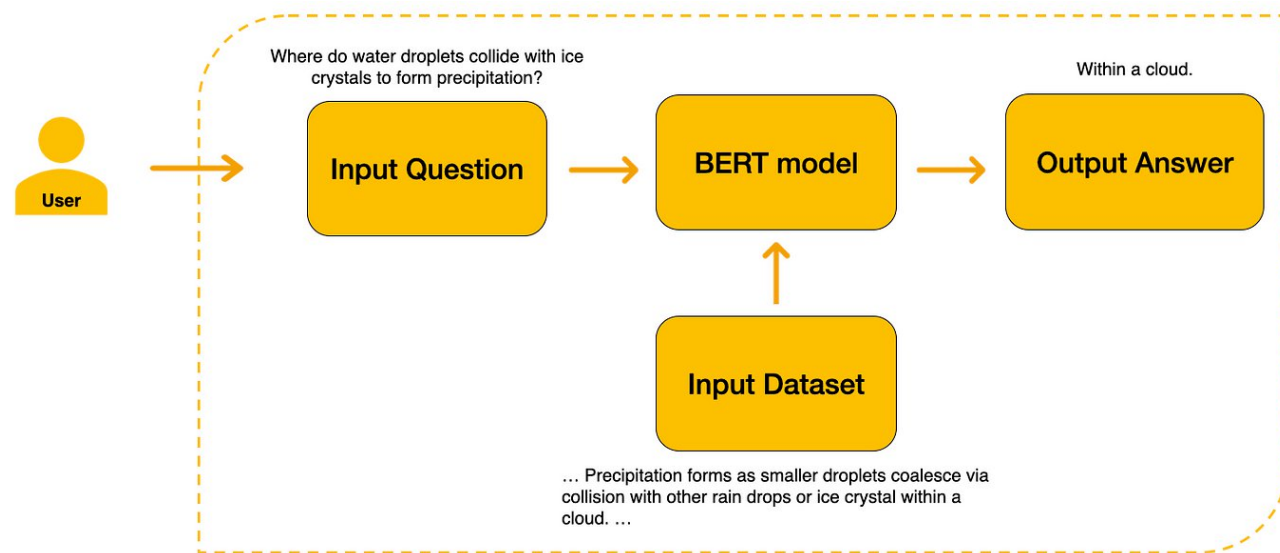 Where do water droplets collide with ice
crystals to form precipitation?
Within a cloud.
User
Input Question
BERT model
Output Answer
Input Dataset
... Precipitation forms as smaller droplets coalesce via
collision with other rain drops or ice crystal within a
cloud. ...